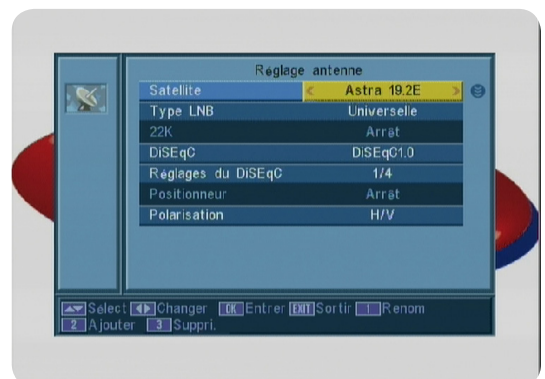 Réglage antenne
Satellite < Astra 19.2E >
Type LNB Universelle
22K Arrêt
DiSEqC DiSEqC1.0
Réglages du DiSEqC 1/4
Positionneur Arrêt
Polarisation H/V
Sélect Changer OK Entrer EXIT Sortir 1 Renom
2 Ajouter 3 Suppri.